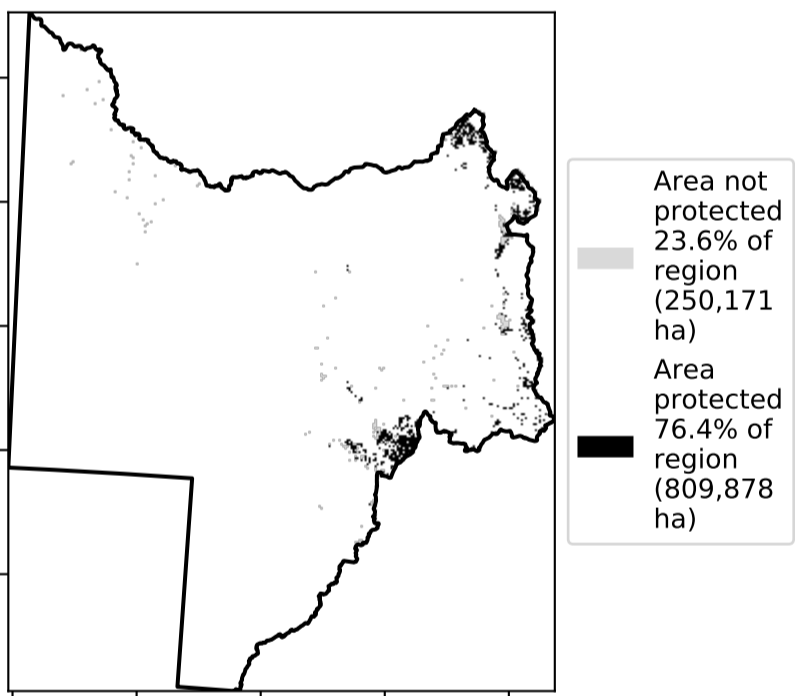 Area not
protected
23.6% of
region
(250,171
ha)
Area
protected
76.4% of
region
(809,878
ha)